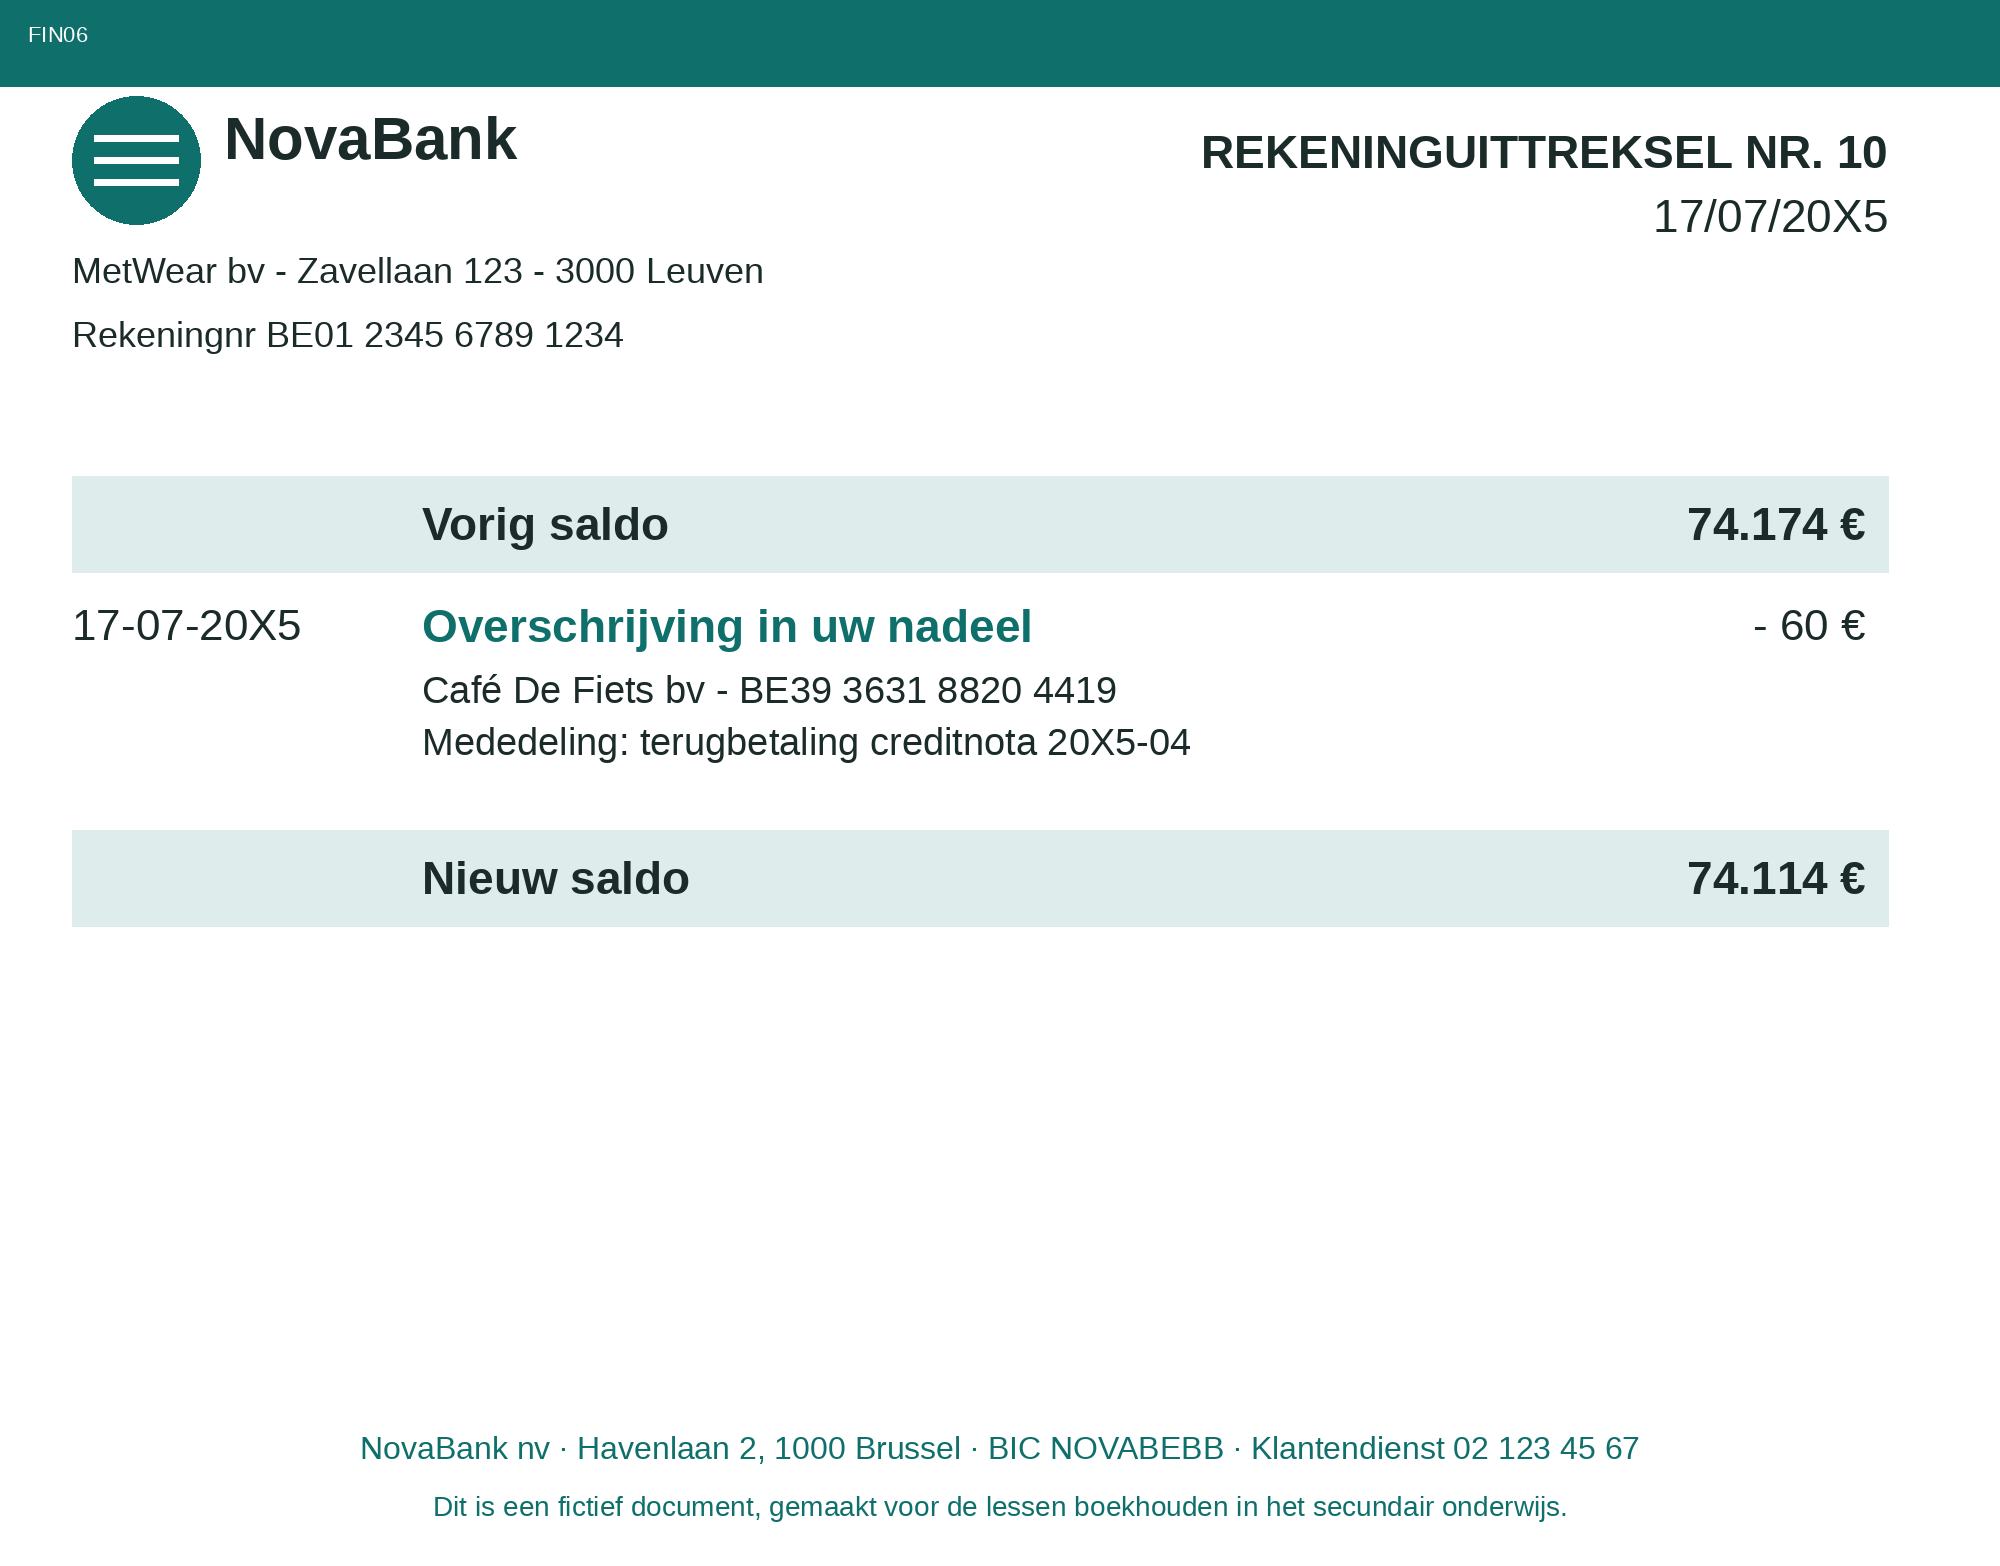 FIN06
NovaBank
REKENINGUITTREKSEL NR. 10
17/07/20X5
MetWear bv - Zavellaan 123 - 3000 Leuven
Rekeningnr BE01 2345 6789 1234
Vorig saldo 74.174 €
17-07-20X5 Overschrijving in uw nadeel - 60 €
Café De Fiets bv - BE39 3631 8820 4419
Mededeling: terugbetaling creditnota 20X5-04
Nieuw saldo 74.114 €
NovaBank nv · Havenlaan 2, 1000 Brussel · BIC NOVABEBB · Klantendienst 02 123 45 67
Dit is een fictief document, gemaakt voor de lessen boekhouden in het secundair onderwijs.